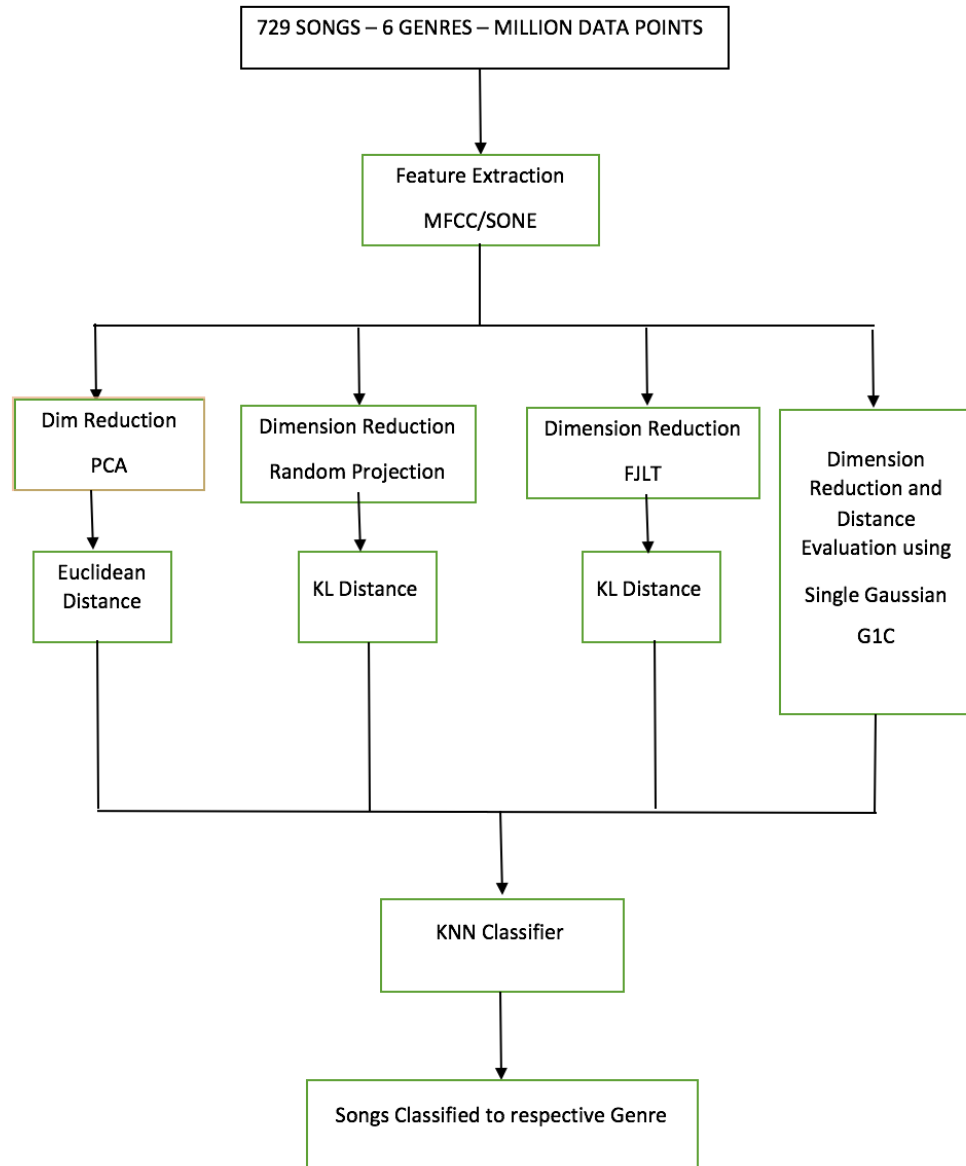 729 SONGS – 6 GENRES – MILLION DATA POINTS
Feature Extraction
MFCC/SONE
Dim Reduction
PCA
Dimension Reduction
Random Projection
Dimension Reduction
FJLT
Dimension
Reduction and
Distance
Evaluation using
Single Gaussian
G1C
Euclidean
Distance
KL Distance
KL Distance
KNN Classifier
Songs Classified to respective Genre